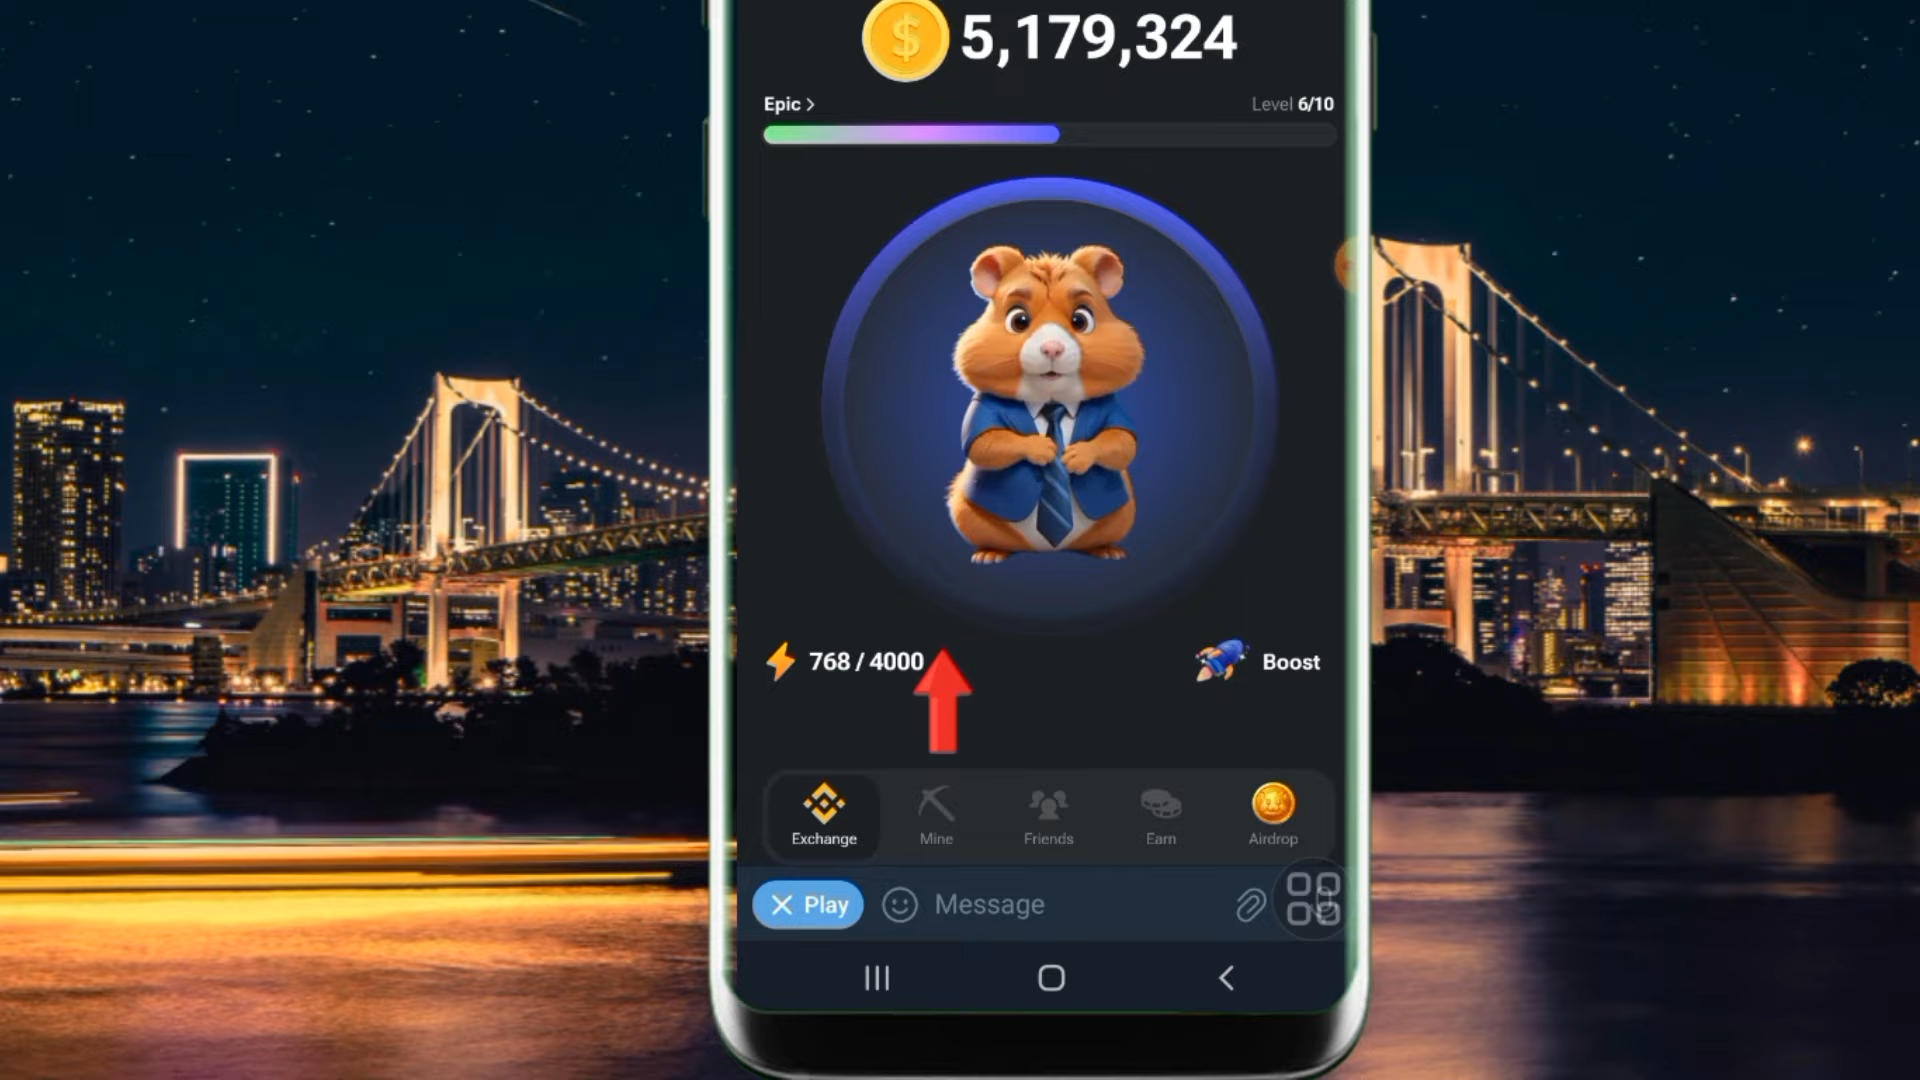 $ 5,179,324
Epic >
Level 6/10
768 / 4000
Boost
Exchange
Mine
Friends
Earn
Airdrop
Play
Message